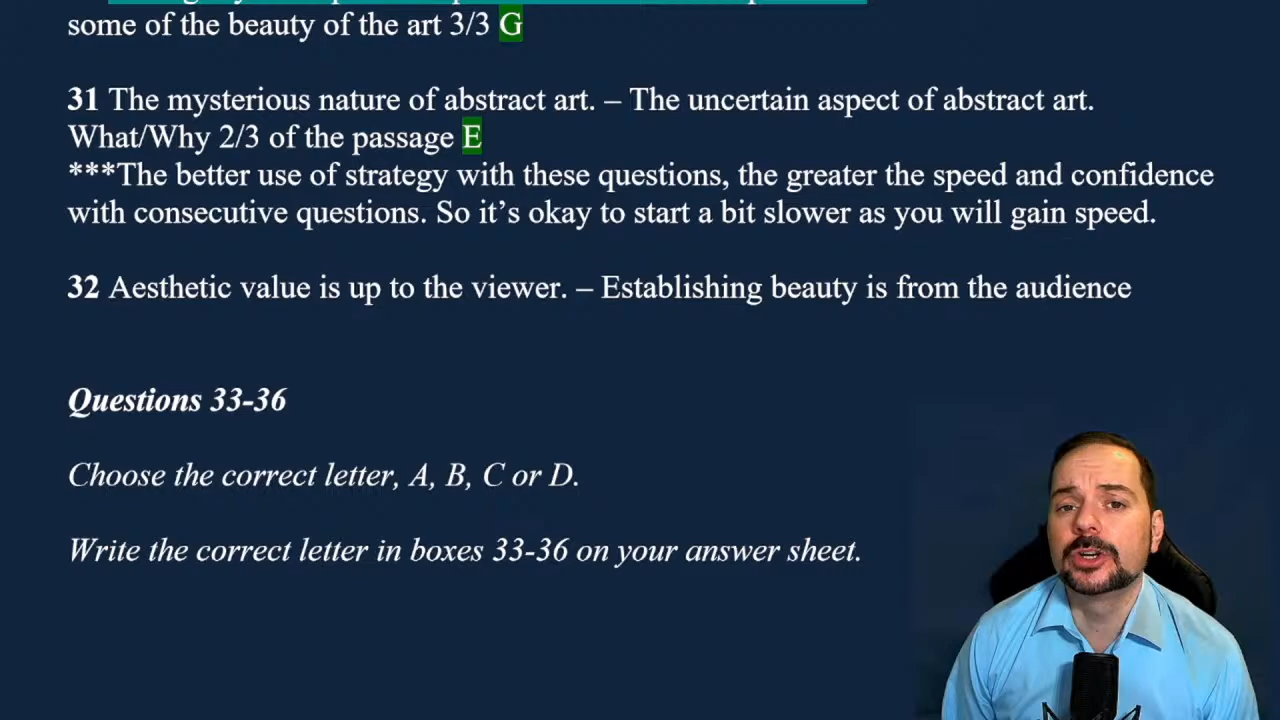 some of the beauty of the art 3/3 G
31 The mysterious nature of abstract art. – The uncertain aspect of abstract art.
What/Why 2/3 of the passage E
***The better use of strategy with these questions, the greater the speed and confidence
with consecutive questions. So it’s okay to start a bit slower as you will gain speed.
32 Aesthetic value is up to the viewer. – Establishing beauty is from the audience
Questions 33-36
Choose the correct letter, A, B, C or D.
Write the correct letter in boxes 33-36 on your answer sheet.